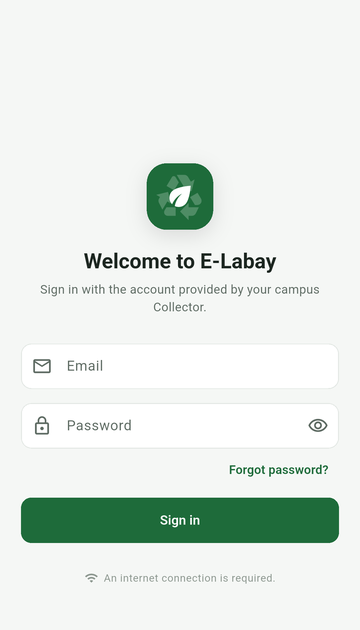 Welcome to E-Labay
Sign in with the account provided by your campus
Collector.
Email
Password
Forgot password?
Sign in
An internet connection is required.